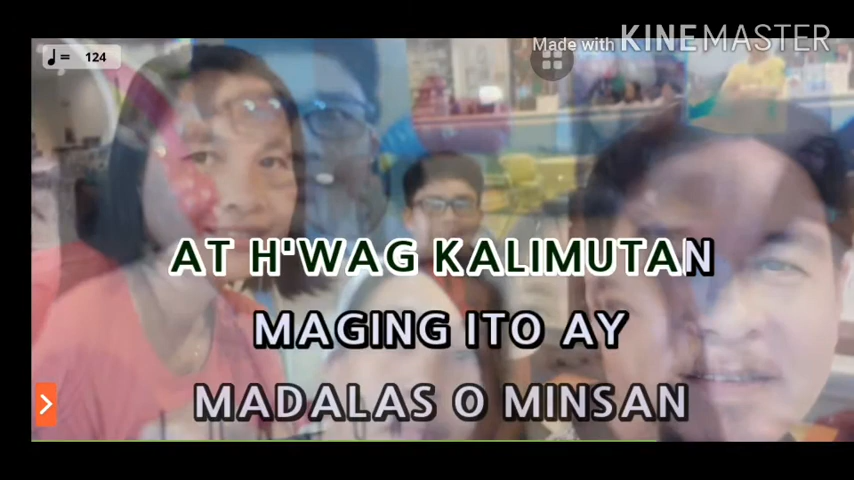 124
Made with KINEMASTER
AT H'WAG KALIMUTAN
MAGING ITO AY
MADALAS O MINSAN